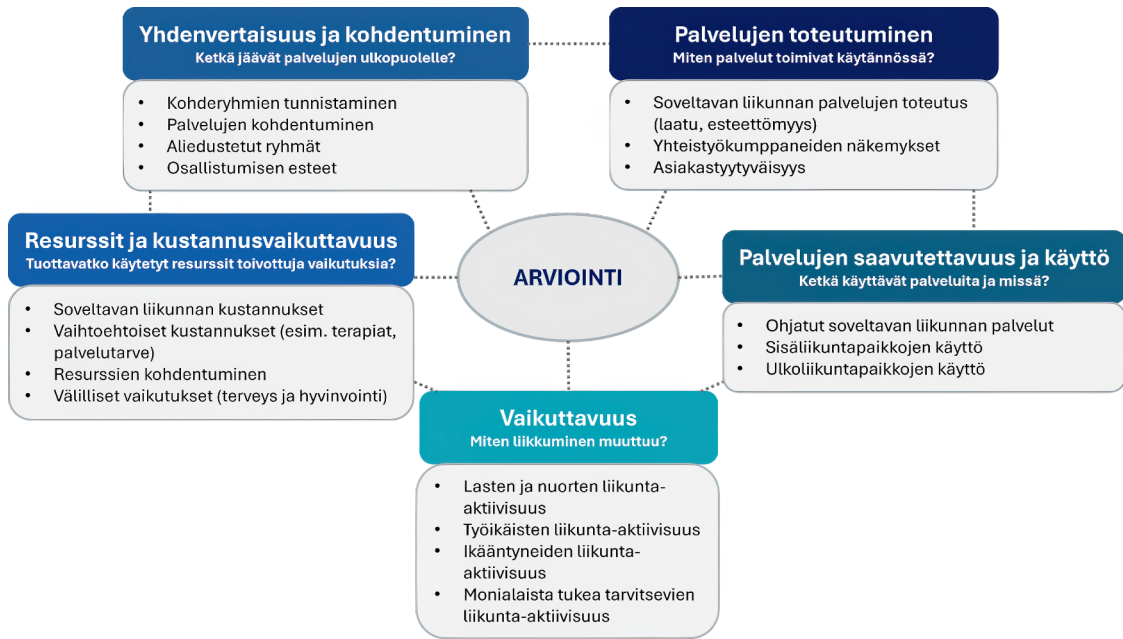 Yhdenvertaisuus ja kohdentuminen
Ketkä jäävät palvelujen ulkopuolelle?
• Kohderyhmien tunnistaminen
• Palvelujen kohdentuminen
• Aliedustetut ryhmät
• Osallistumisen esteet
Palvelujen toteutuminen
Miten palvelut toimivat käytännössä?
• Soveltavan liikunnan palvelujen toteutus
(laatu, esteettömyys)
• Yhteistyökumppaneiden näkemykset
• Asiakastyytyväisyys
Resurssit ja kustannusvaikuttavuus
Tuottavatko käytetyt resurssit toivottuja vaikutuksia?
• Soveltavan liikunnan kustannukset
• Vaihtoehtoiset kustannukset (esim. terapiat,
palvelutarve)
• Resurssien kohdentuminen
• Välilliset vaikutukset (terveys ja hyvinvointi)
ARVIOINTI
Palvelujen saavutettavuus ja käyttö
Ketkä käyttävät palveluita ja missä?
• Ohjatut soveltavan liikunnan palvelut
• Sisäliikuntapaikkojen käyttö
• Ulkoliikuntapaikkojen käyttö
Vaikuttavuus
Miten liikkuminen muuttuu?
• Lasten ja nuorten liikunta-
aktiivisuus
• Työikäisten liikunta-aktiivisuus
• Ikääntyneiden liikunta-
aktiivisuus
• Monialaista tukea tarvitsevien
liikunta-aktiivisuus